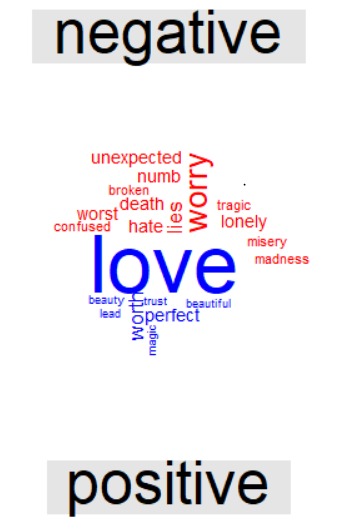 negative
unexpected
numb
worry
broken
death
lies
tragic
worst
hate
lonely
confused
misery
love
madness
beauty
trust
beautiful
lead
worth
perfect
magic
positive